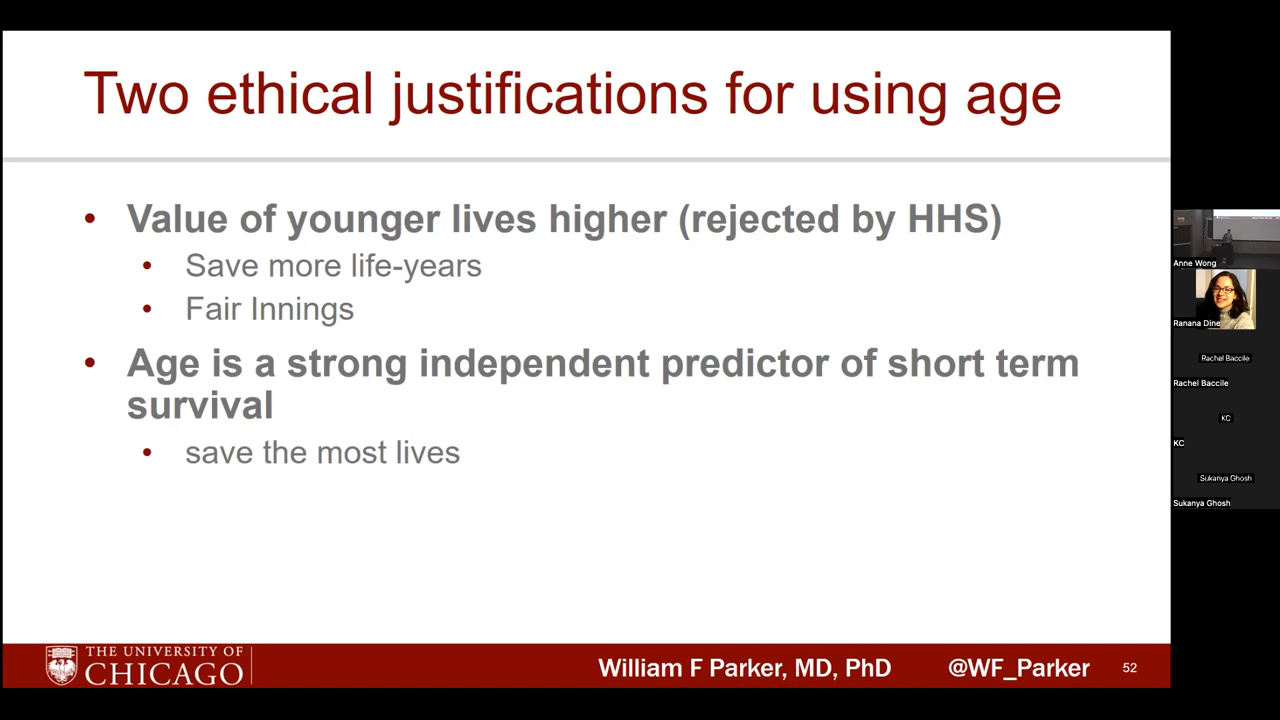 Two ethical justifications for using age
• Value of younger lives higher (rejected by HHS)
• Save more life-years
• Fair Innings
• Age is a strong independent predictor of short term
survival
• save the most lives
THE UNIVERSITY OF
CHICAGO
William F Parker, MD, PhD
@WF_Parker
52
Anne Wong
Ranana Dine
Rachel Baccile
Rachel Baccile
KC
KC
Sukanya Ghosh
Sukanya Ghosh